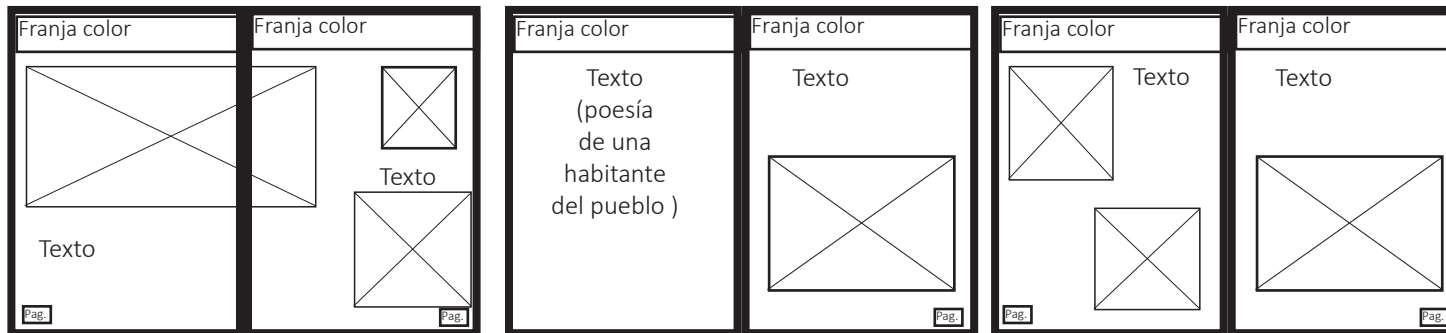 Franja color
Texto
Pag.
Franja color
Texto
Pag.
Franja color
Texto
(poesía
de una
habitante
del pueblo )
Franja color
Texto
Pag.
Franja color
Texto
Pag.
Franja color
Texto
Pag.